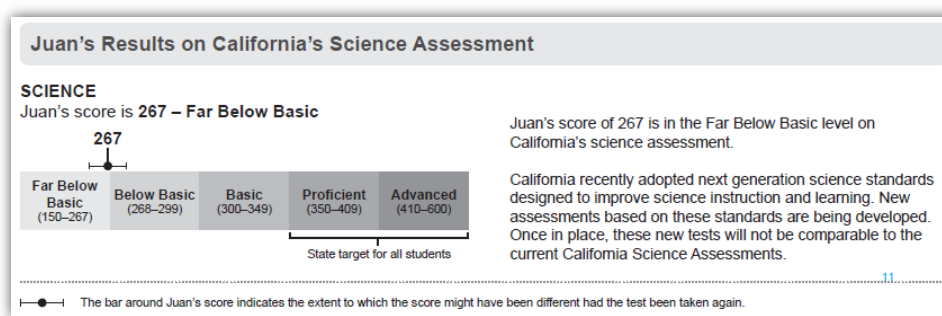 Juan’s Results on California’s Science Assessment
SCIENCE
Juan’s score is 267 – Far Below Basic
267
Far Below
Basic
(150–267)
Below Basic
(268–299)
Basic
(300–349)
Proficient
(350–409)
Advanced
(410–600)
State target for all students
Juan’s score of 267 is in the Far Below Basic level on
California’s science assessment.
California recently adopted next generation science standards
designed to improve science instruction and learning. New
assessments based on these standards are being developed.
Once in place, these new tests will not be comparable to the
current California Science Assessments.
11
The bar around Juan’s score indicates the extent to which the score might have been different had the test been taken again.